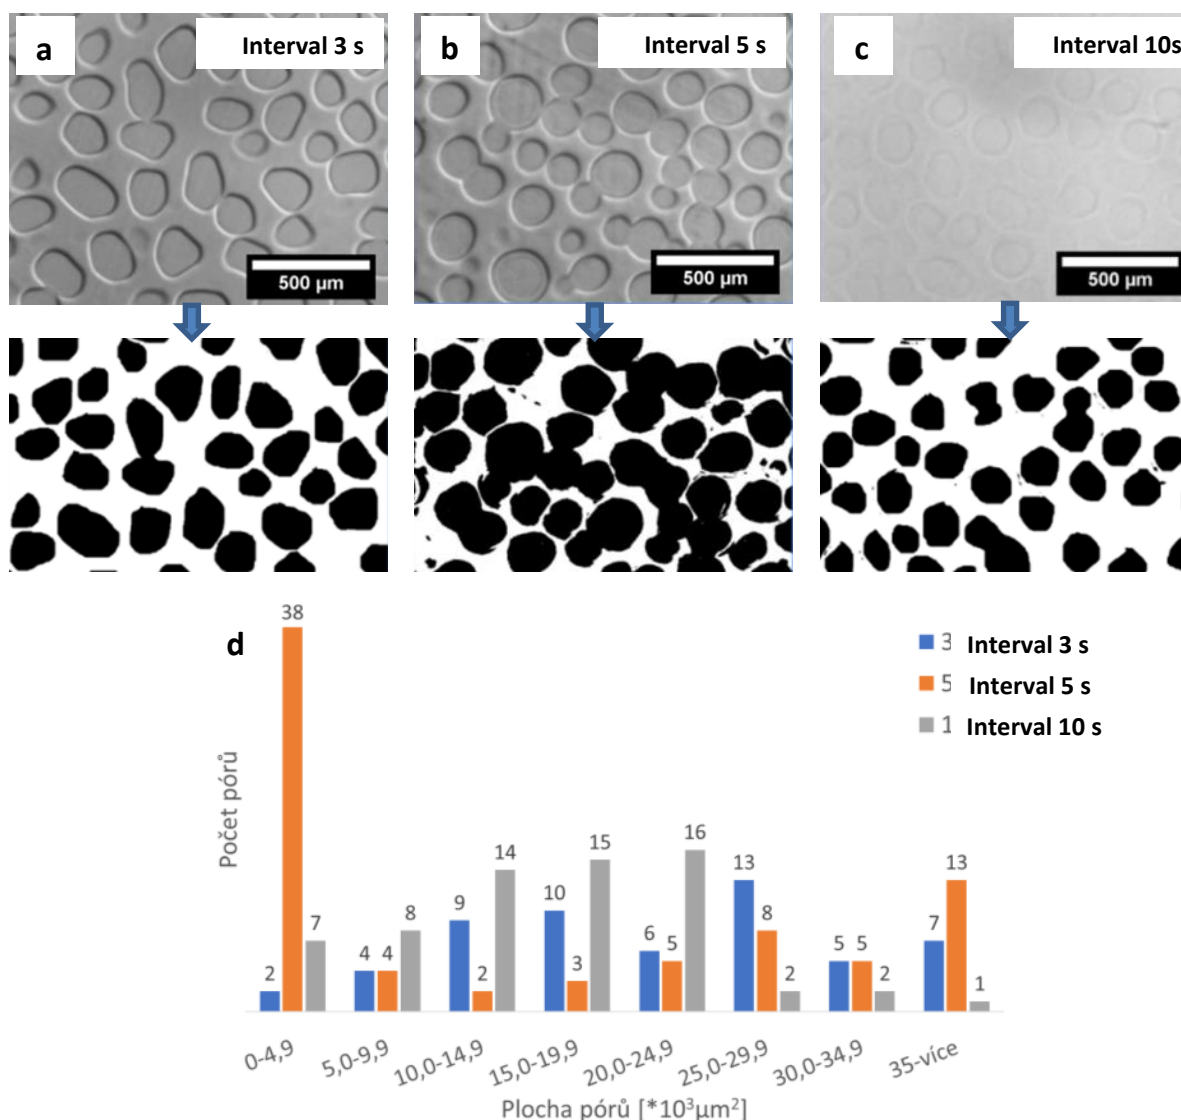 a
Interval 3 s
b
Interval 5 s
c
Interval 10s
500 µm
500 µm
500 µm
d
38
3 Interval 3 s
5 Interval 5 s
1 Interval 10 s
Počet pórů
2
7
4
4
8
9
2
14
10
3
15
6
5
16
13
8
2
5
5
2
7
13
1
0-4,9
5,0-9,9
10,0-14,9
15,0-19,9
20,0-24,9
25,0-29,9
30,0-34,9
35-více
Plocha pórů [*10³µm²]